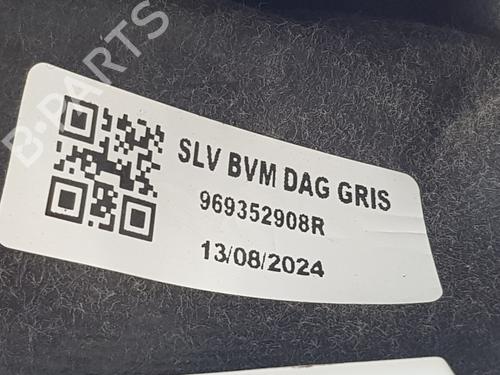 B-PARTS
SLV BVM DAG GRIS
969352908R
13/08/2024